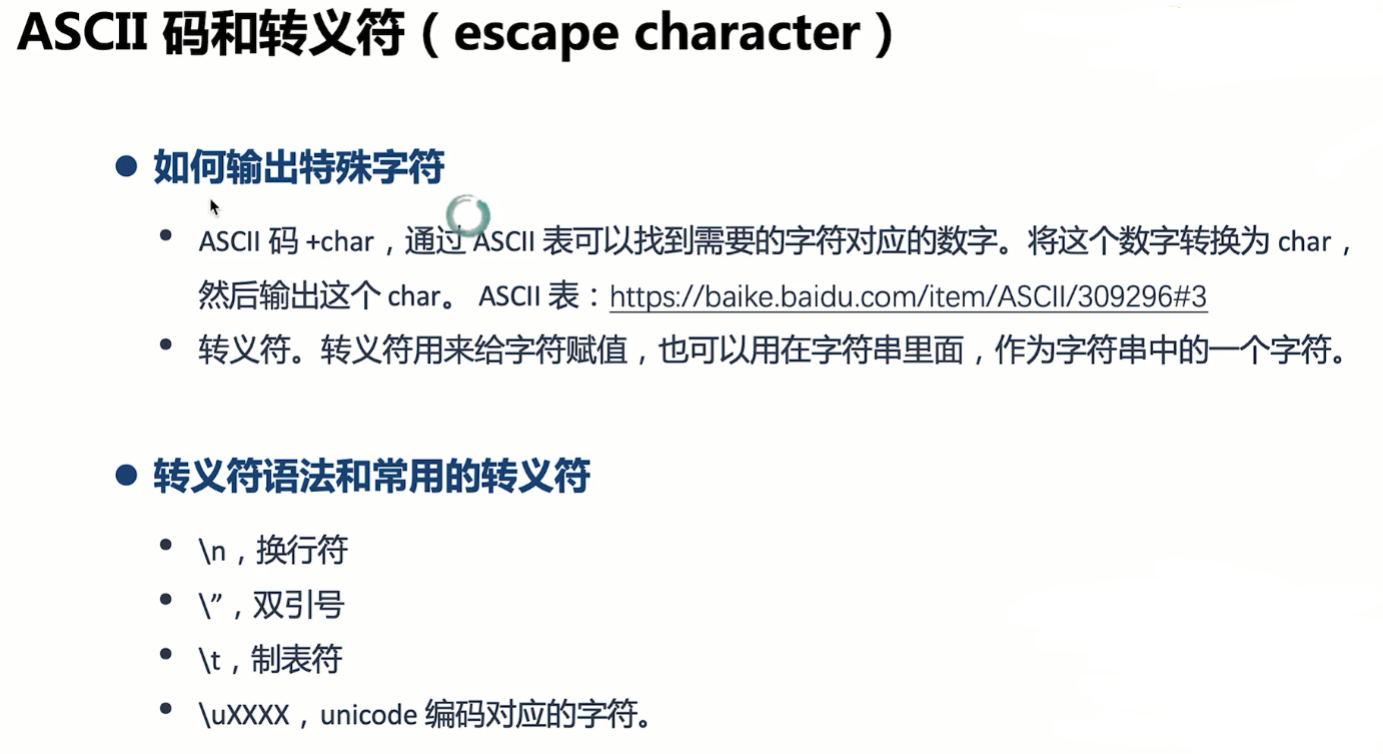 ASCII 码和转义符（escape character）
如何输出特殊字符
ASCII 码 +char，通过 ASCII 表可以找到需要的字符对应的数字。将这个数字转换为 char，
然后输出这个 char。 ASCII 表：https://baike.baidu.com/item/ASCII/309296#3
转义符。转义符用来给字符赋值，也可以用在字符串里面，作为字符串中的一个字符。
转义符语法和常用的转义符
\n，换行符
\”，双引号
\t，制表符
\uXXXX，unicode 编码对应的字符。